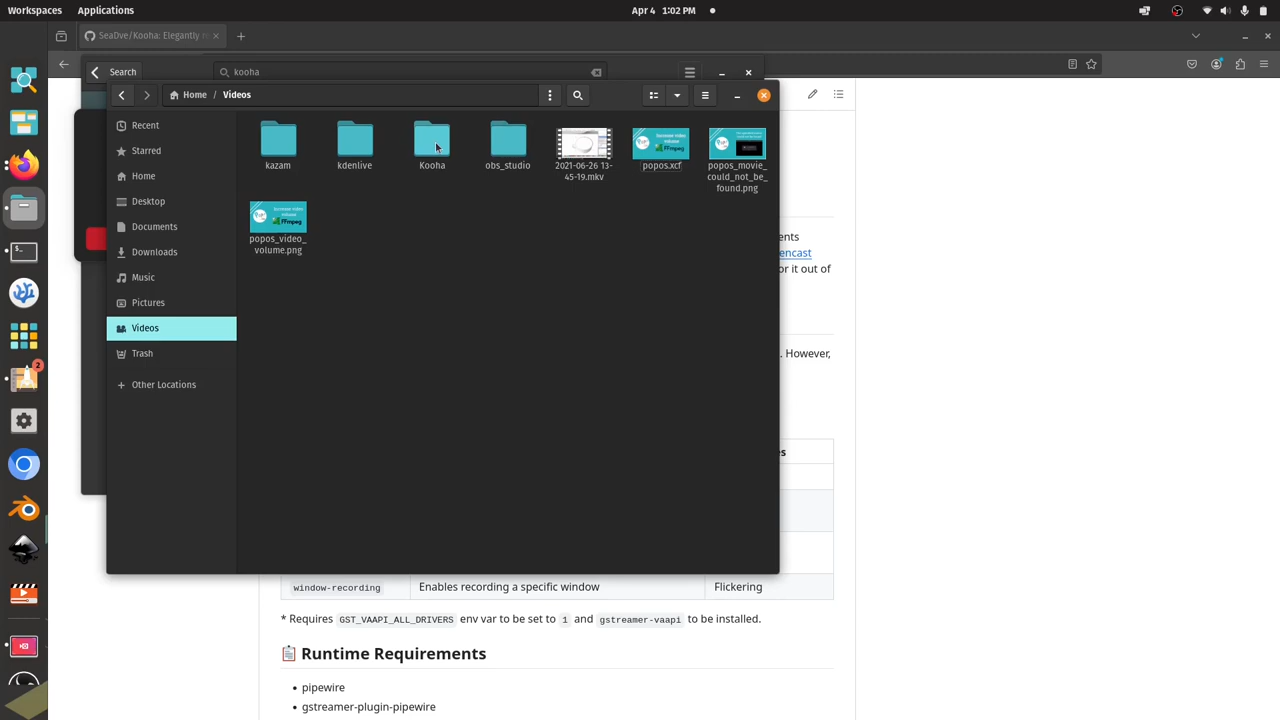 Workspaces Applications
Apr 4 1:02 PM
SeaDve/Kooha: Elegantly r
Search
kooha
Home / Videos
Recent
Starred
Home
Desktop
Documents
Downloads
Music
Pictures
Videos
Trash
Other Locations
kazam
kdenlive
Kooha
obs_studio
2021-06-26 13-
45-19.mkv
popos.xcf
popos_movie_
could_not_be_
found.png
popos_video_
volume.png
2
ents
encast
or it out of
. However,
es
window-recording Enables recording a specific window Flickering
* Requires GST_VAAPI_ALL_DRIVERS env var to be set to 1 and gstreamer-vaapi to be installed.
Runtime Requirements
• pipewire
• gstreamer-plugin-pipewire